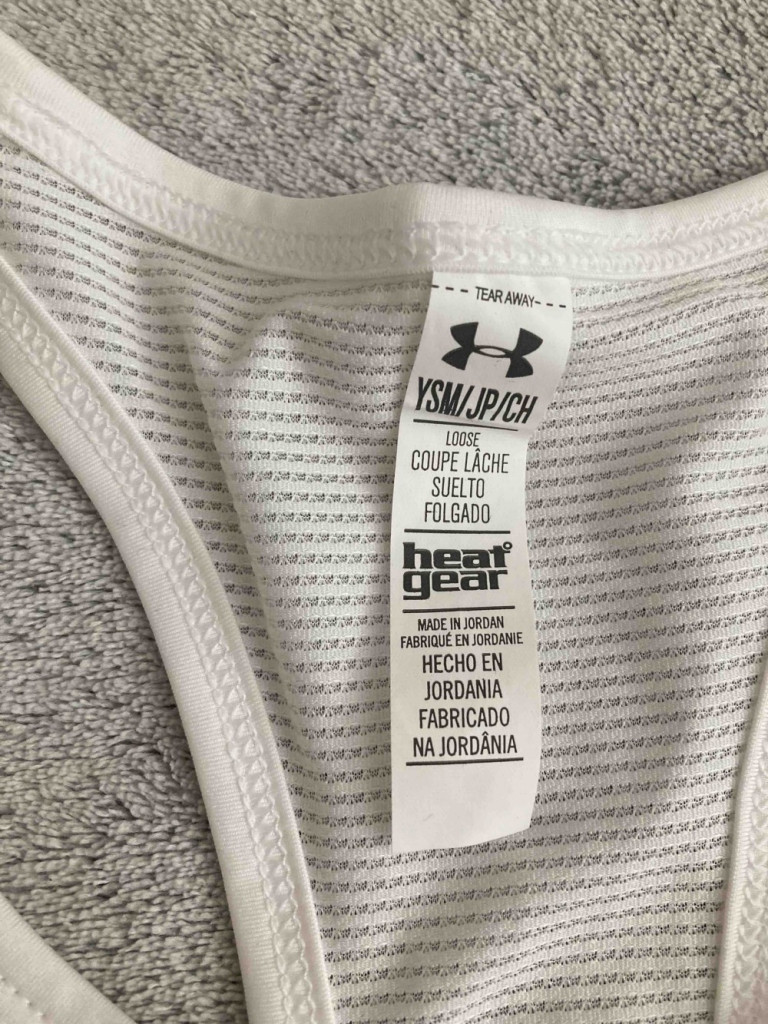 TEAR AWAY
YSM/JP/CH
LOOSE
COUPE LÂCHE
SUELTO
FOLGADO
heat
gear
MADE IN JORDAN
FABRIQUÉ EN JORDANIE
HECHO EN
JORDANIA
FABRICADO
NA JORDÂNIA